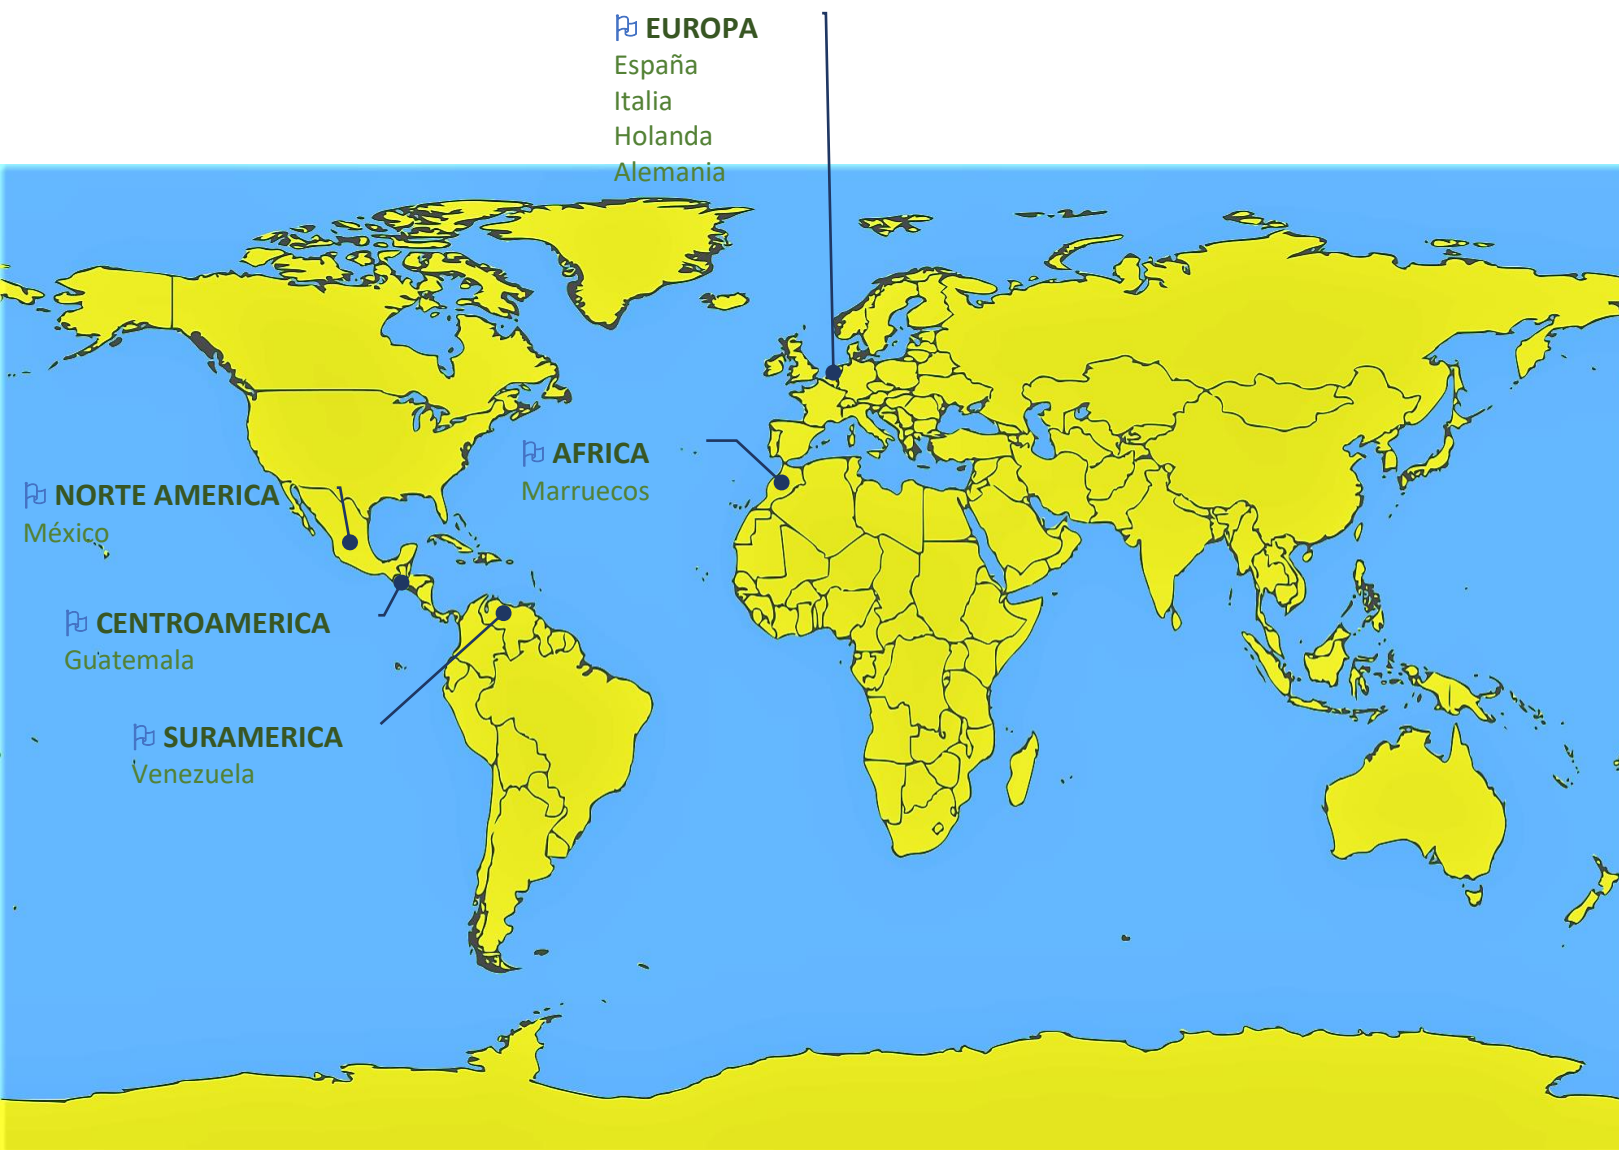 EUROPA
España
Italia
Holanda
Alemania
AFRICA
Marruecos
NORTE AMERICA
México
CENTROAMERICA
Guatemala
SURAMERICA
Venezuela